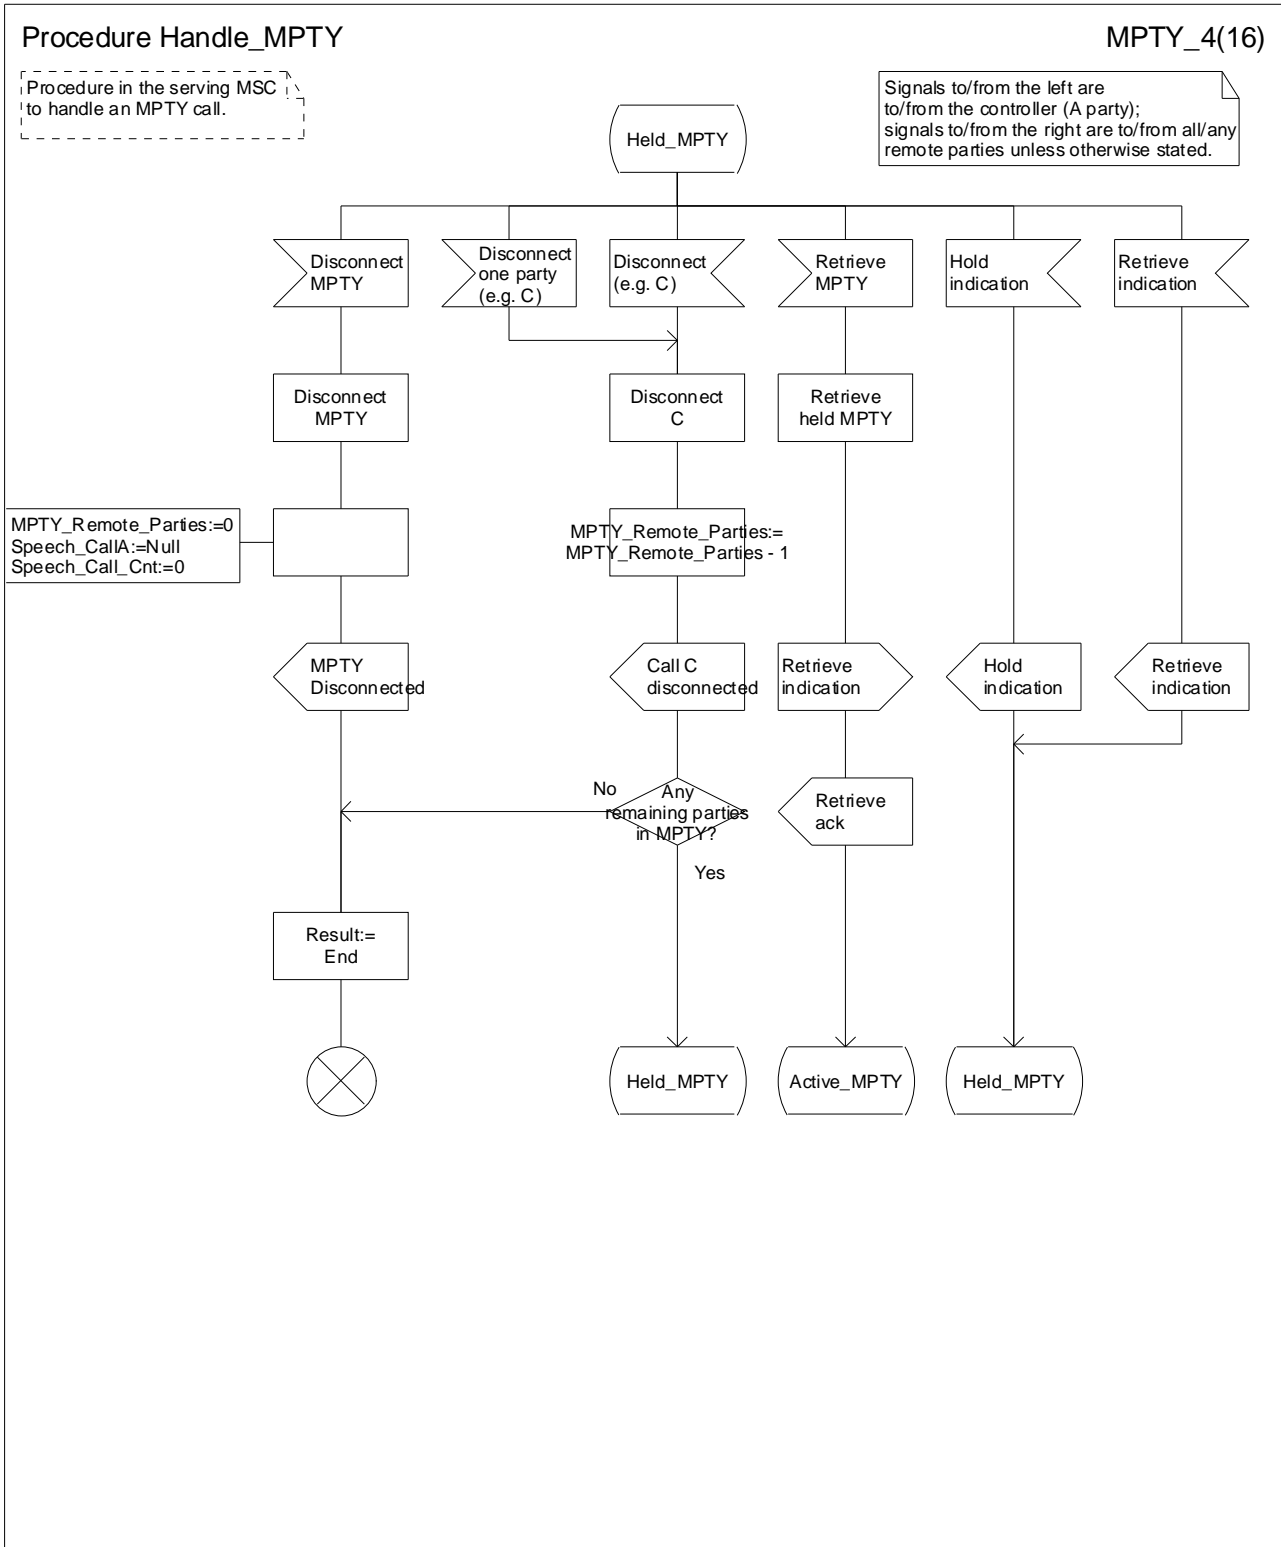 Procedure Handle_MPTY
MPTY_4(16)
Procedure in the serving MSC
to handle an MPTY call.
Signals to/from the left are
to/from the controller (A party);
signals to/from the right are to/from all/any
remote parties unless otherwise stated.
Held_MPTY
Disconnect
MPTY
Disconnect
one party
(e.g. C)
Disconnect
(e.g. C)
Retrieve
MPTY
Hold
indication
Retrieve
indication
Disconnect
MPTY
Disconnect
C
Retrieve
held MPTY
MPTY_Remote_Parties:=0
Speech_CallA:=Null
Speech_Call_Cnt:=0
MPTY_Remote_Parties:=
MPTY_Remote_Parties - 1
MPTY
Disconnected
Call C
disconnected
Retrieve
indication
Hold
indication
Retrieve
indication
No
Any
remaining parties
in MPTY?
Yes
Retrieve
ack
Result:=
End
Held_MPTY
Active_MPTY
Held_MPTY